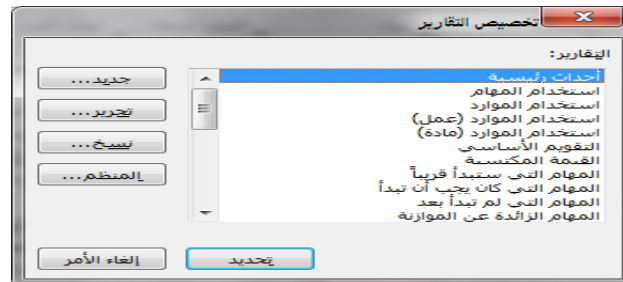 تخصيص التقارير
التقارير:
أحداث رئيسية
استخدام المهام
استخدام الموارد
استخدام الموارد (عمل)
استخدام الموارد (مادة)
التقويم الأساسي
القيمة المكتسبة
المهام التي ستبدأ قريباً
المهام التي كان يجب أن تبدأ
المهام التي لم تبدأ بعد
المهام الزائدة عن الموازنة
جديد...
تحرير...
نسخ...
المنظم...
تحديد
إلغاء الأمر